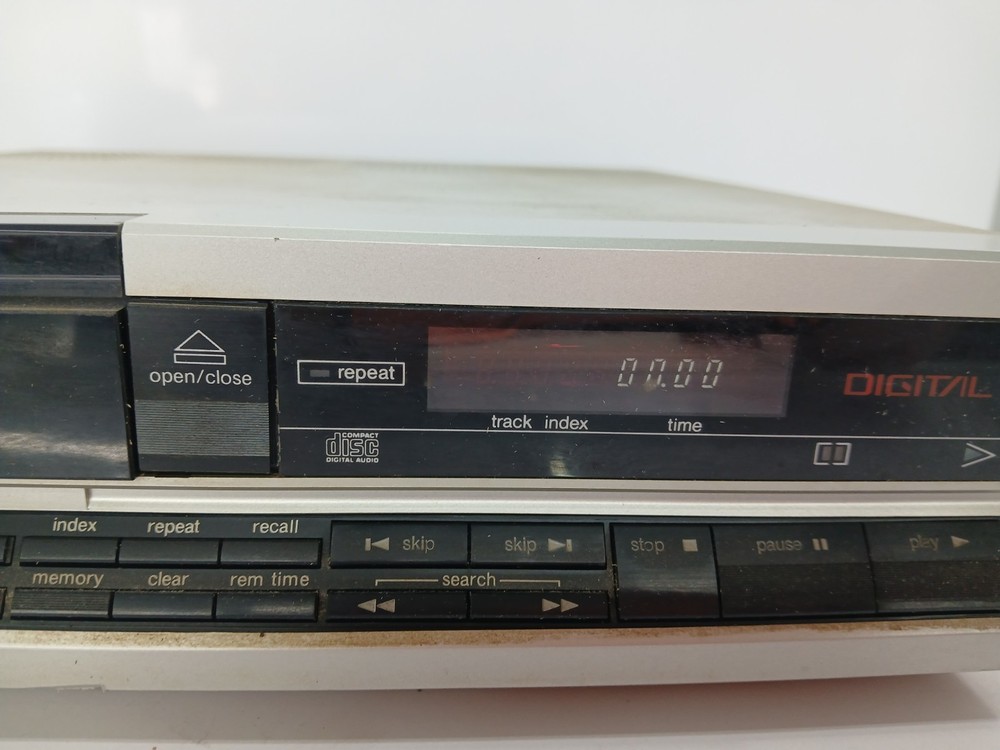 open/close
repeat
00.00
DIGITAL
track index time
COMPACT
disc
DIGITAL AUDIO
index repeat recall
skip skip stop pause play
memory clear rem time search